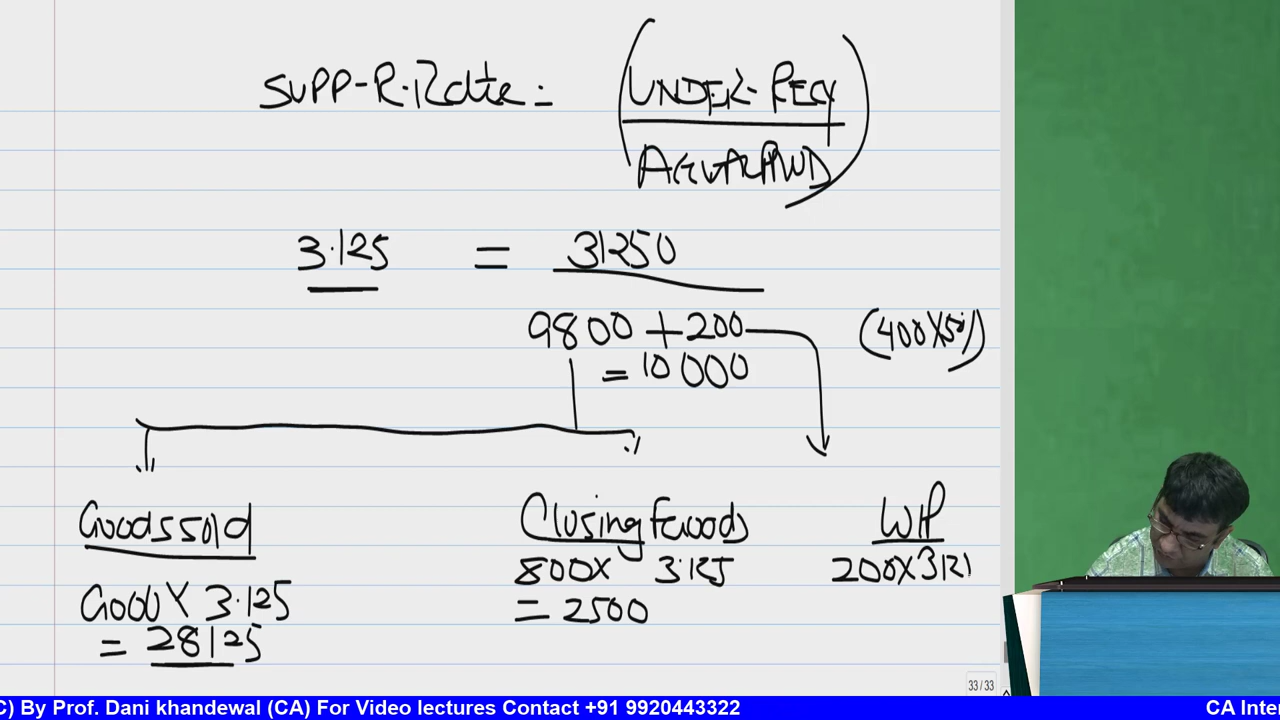 SUPP-R.Rate = (UNDER-RECY
ACTUAL PROD)
3.125 = 31250
9800 + 200 (400X50%)
= 10000
Goods sold Closing F Goods WIP
9000 X 3.125 800X 3.125 200X3.125
= 28125 = 2500
33 / 33
C) By Prof. Dani khandewal (CA) For Video lectures Contact +91 9920443322 CA Inter